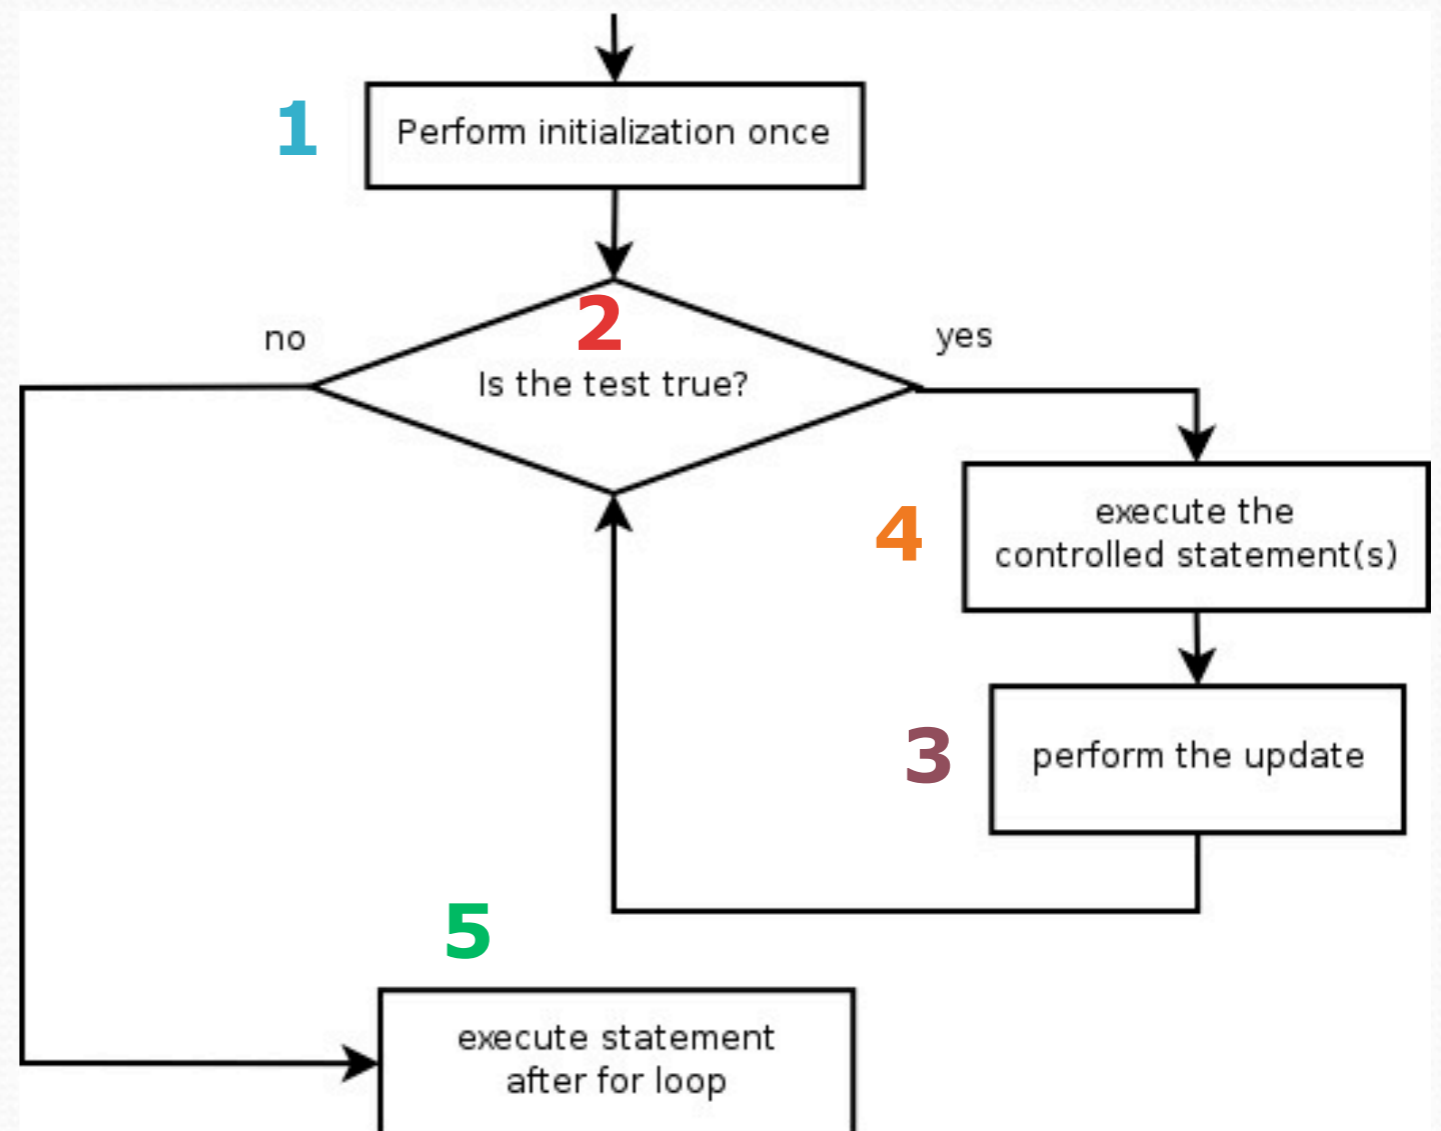 1
Perform initialization once
no
2
yes
Is the test true?
4
execute the
controlled statement(s)
3
perform the update
5
execute statement
after for loop